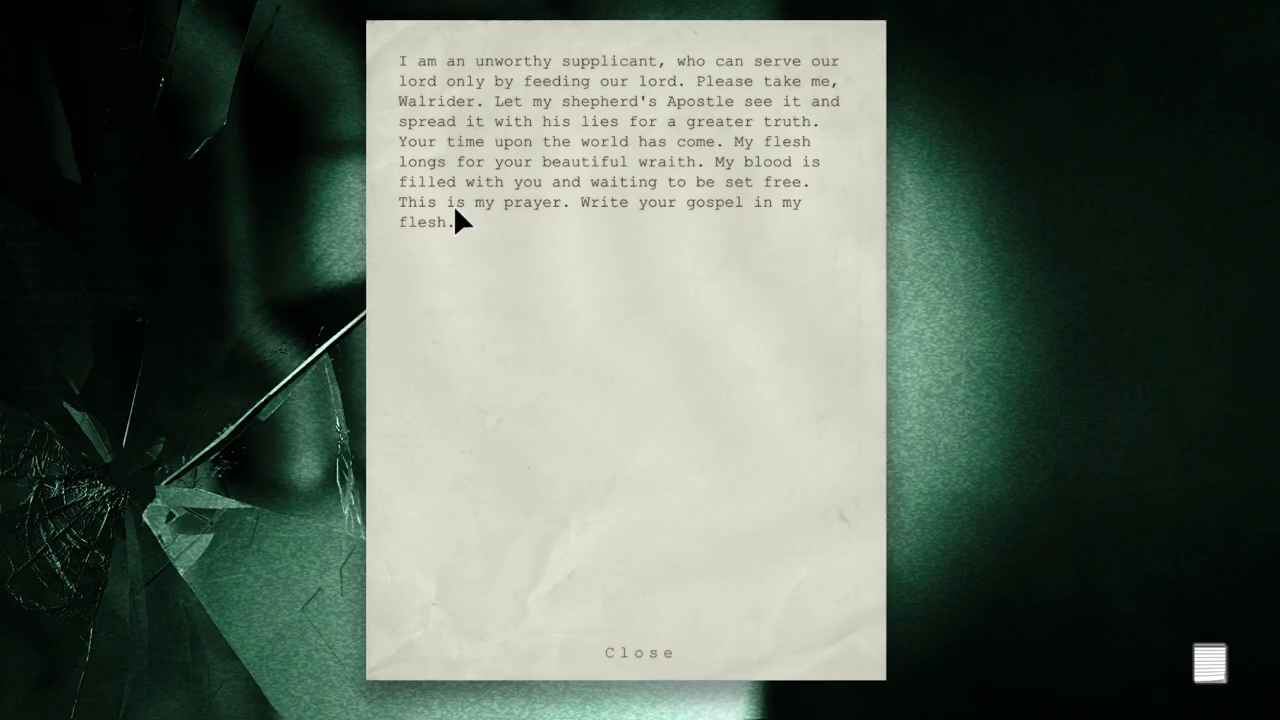 I am an unworthy supplicant, who can serve our
lord only by feeding our lord. Please take me,
Walrider. Let my shepherd's Apostle see it and
spread it with his lies for a greater truth.
Your time upon the world has come. My flesh
longs for your beautiful wraith. My blood is
filled with you and waiting to be set free.
This is my prayer. Write your gospel in my
flesh.
Close